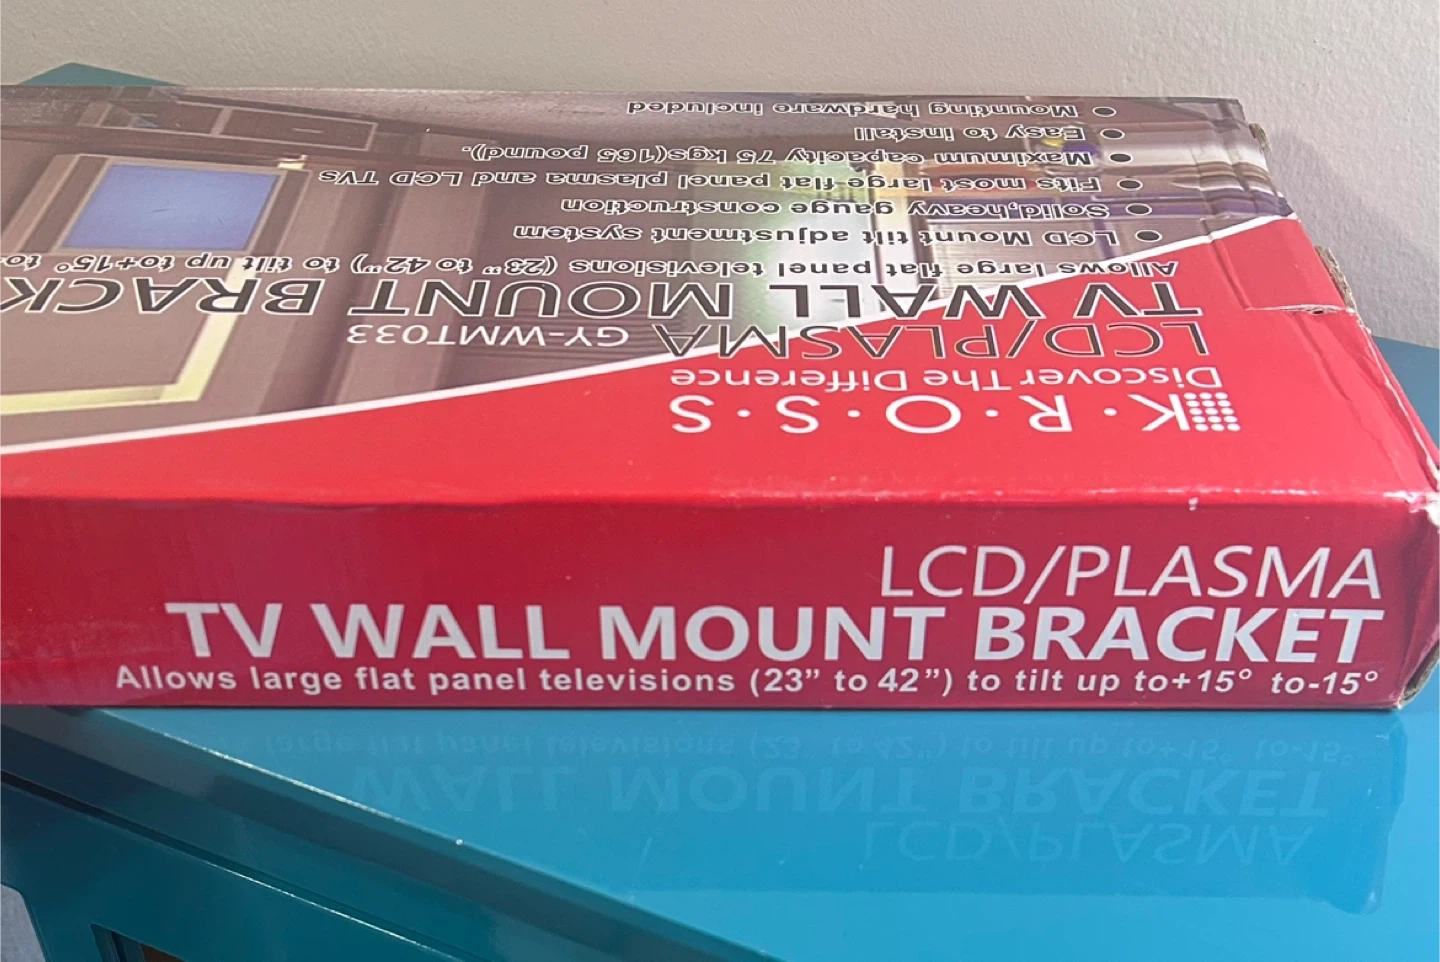 K·R·O·S·S
Discover The Difference
LCD/PLASMA GY-WMT033
TV WALL MOUNT BRACK
Allows large flat panel televisions (23" to 42") to tilt up to+15° to-
● LCD Mount tilt adjustment system
● Solid,heavy gauge construction
● Fits most large flat panel plasma and LCD TVs
● Maximum capacity 75 kgs(165 pound).
● Easy to install
● Mounting hardware included
LCD/PLASMA
TV WALL MOUNT BRACKET
Allows large flat panel televisions (23” to 42”) to tilt up to+15° to-15°